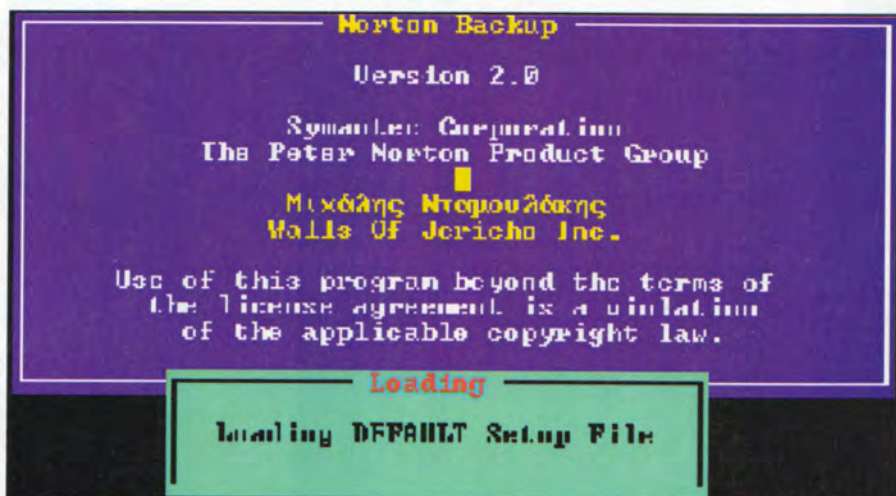 Norton Backup
Version 2.0
Symantec Corporation
The Peter Norton Product Group
Μιχάλης Νταμουλάκης
Walls Of Jericho Inc.
Use of this program beyond the terms of
the license agreement is a violation
of the applicable copyright law.
Loading
Loading DEFAULT Setup File